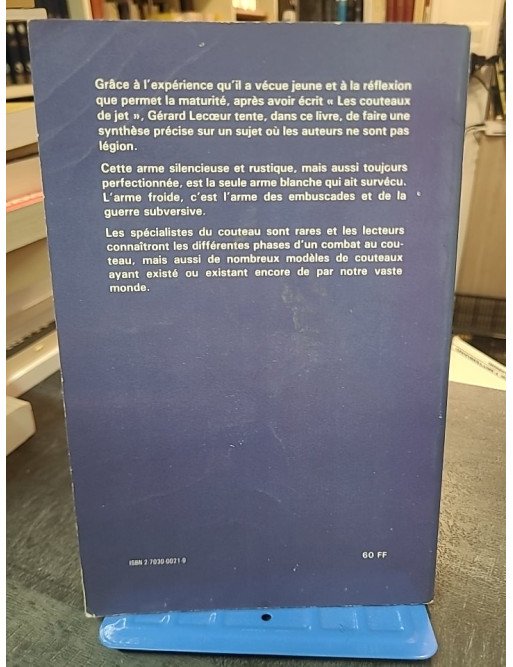 Grâce à l'expérience qu'il a vécue jeune et à la réflexion
que permet la maturité, après avoir écrit « Les couteaux
de jet », Gérard Lecœur tente, dans ce livre, de faire une
synthèse précise sur un sujet où les auteurs ne sont pas
légion.
Cette arme silencieuse et rustique, mais aussi toujours
perfectionnée, est la seule arme blanche qui ait survécu.
L'arme froide, c'est l'arme des embuscades et de la
guerre subversive.
Les spécialistes du couteau sont rares et les lecteurs
connaîtront les différentes phases d'un combat au cou-
teau, mais aussi de nombreux modèles de couteaux
ayant existé ou existant encore de par notre vaste
monde.
ISBN 2 7030-0021-0
60 FF